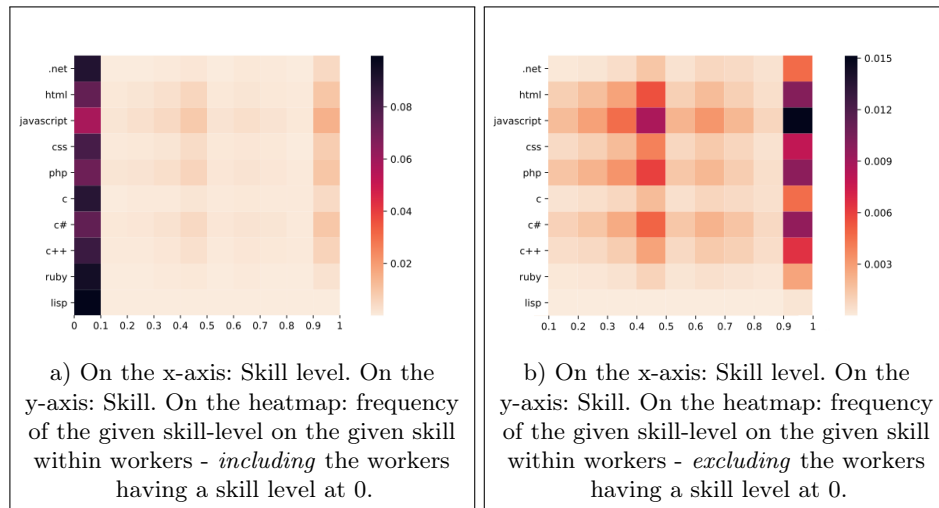 .net
html
javascript
css
php
c
c#
c++
ruby
lisp
0 0.1 0.2 0.3 0.4 0.5 0.6 0.7 0.8 0.9 1
0.08
0.06
0.04
0.02
a) On the x-axis: Skill level. On the
y-axis: Skill. On the heatmap: frequency
of the given skill-level on the given skill
within workers - including the workers
having a skill level at 0.
.net
html
javascript
css
php
c
c#
c++
ruby
lisp
0.1 0.2 0.3 0.4 0.5 0.6 0.7 0.8 0.9 1
0.015
0.012
0.009
0.006
0.003
b) On the x-axis: Skill level. On the
y-axis: Skill. On the heatmap: frequency
of the given skill-level on the given skill
within workers - excluding the workers
having a skill level at 0.